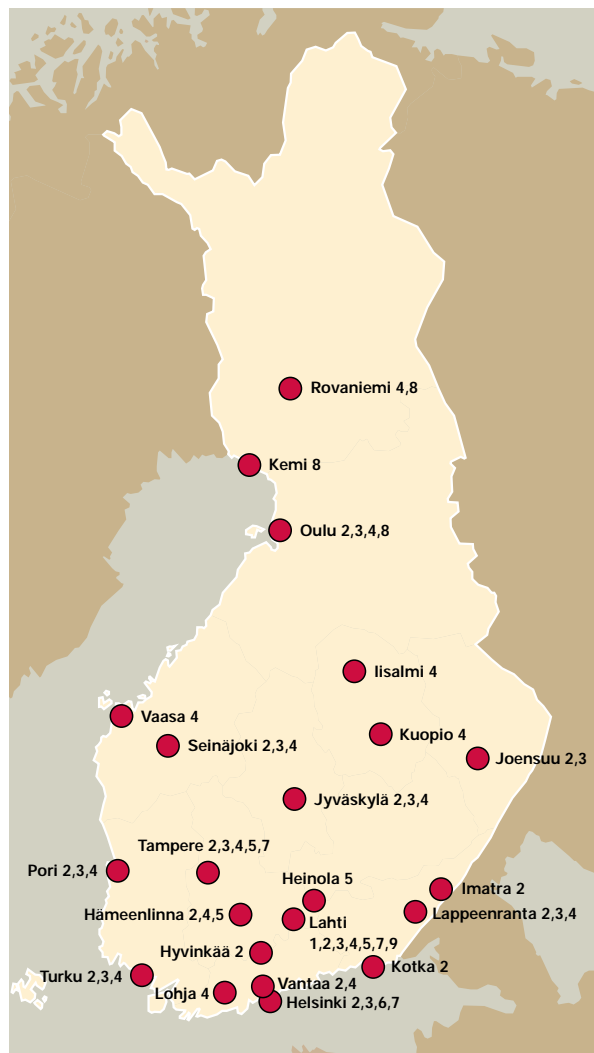 Rovaniemi 4,8
Kemi 8
Oulu 2,3,4,8
Iisalmi 4
Vaasa 4
Kuopio 4
Seinäjoki 2,3,4
Joensuu 2,3
Jyväskylä 2,3,4
Tampere 2,3,4,5,7
Pori 2,3,4
Heinola 5
Imatra 2
Hämeenlinna 2,4,5
Lappeenranta 2,3,4
Lahti
1,2,3,4,5,7,9
Hyvinkää 2
Kotka 2
Turku 2,3,4
Vantaa 2,4
Lohja 4
Helsinki 2,3,6,7